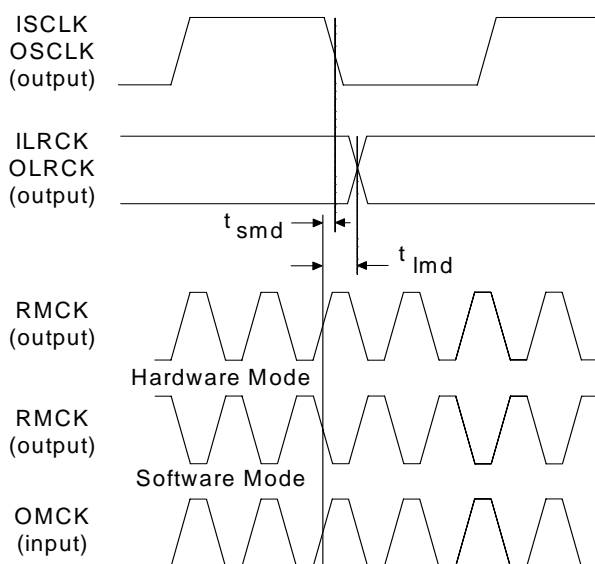 ISCLK
OSCLK
(output)
ILRCK
OLRCK
(output)
t smd
t lmd
RMCK
(output)
Hardware Mode
RMCK
(output)
Software Mode
OMCK
(input)